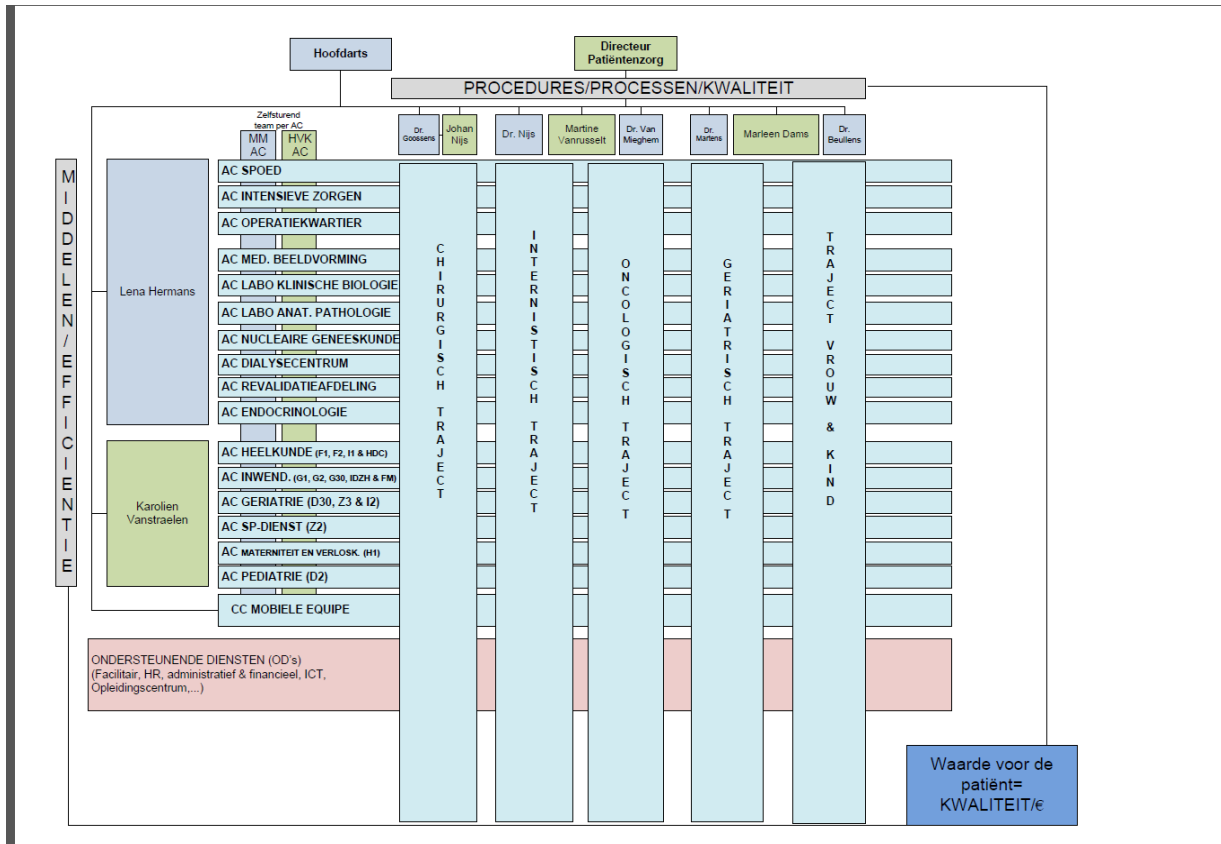 Hoofdarts
Directeur
Patiëntenzorg
PROCEDURES/PROCESSEN/KWALITEIT
Zelfsturend
team per AC
MM
AC
HVK
AC
Dr.
Goossens
Johan
Nijs
Dr. Nijs
Martine
Vanrusselt
Dr. Van
Mieghem
Dr.
Martens
Marleen Dams
Dr.
Beullens
MIDDELEN/EFFICIENTIE
Lena Hermans
Karolien
Vanstraelen
AC SPOED
AC INTENSIEVE ZORGEN
AC OPERATIEKWARTIER
AC MED. BEELDVORMING
AC LABO KLINISCHE BIOLOGIE
AC LABO ANAT. PATHOLOGIE
AC NUCLEAIRE GENEESKUNDE
AC DIALYSECENTRUM
AC REVALIDATIEAFDELING
AC ENDOCRINOLOGIE
AC HEELKUNDE (F1, F2, I1 & HDC)
AC INWEND. (G1, G2, G30, IDZH & FM)
AC GERIATRIE (D30, Z3 & I2)
AC SP-DIENST (Z2)
AC MATERNITEIT EN VERLOSK. (H1)
AC PEDIATRIE (D2)
CC MOBIELE EQUIPE
CHIRURGISCH TRAJECT
INTERNISTISCH TRAJECT
ONCOLOGISCH TRAJECT
GERIATRISCH TRAJECT
TRAJECT VROUW & KIND
ONDERSTEUNENDE DIENSTEN (OD's)
(Facilitair, HR, administratief & financieel, ICT,
Opleidingscentrum,...)
Waarde voor de
patiënt=
KWALITEIT/€